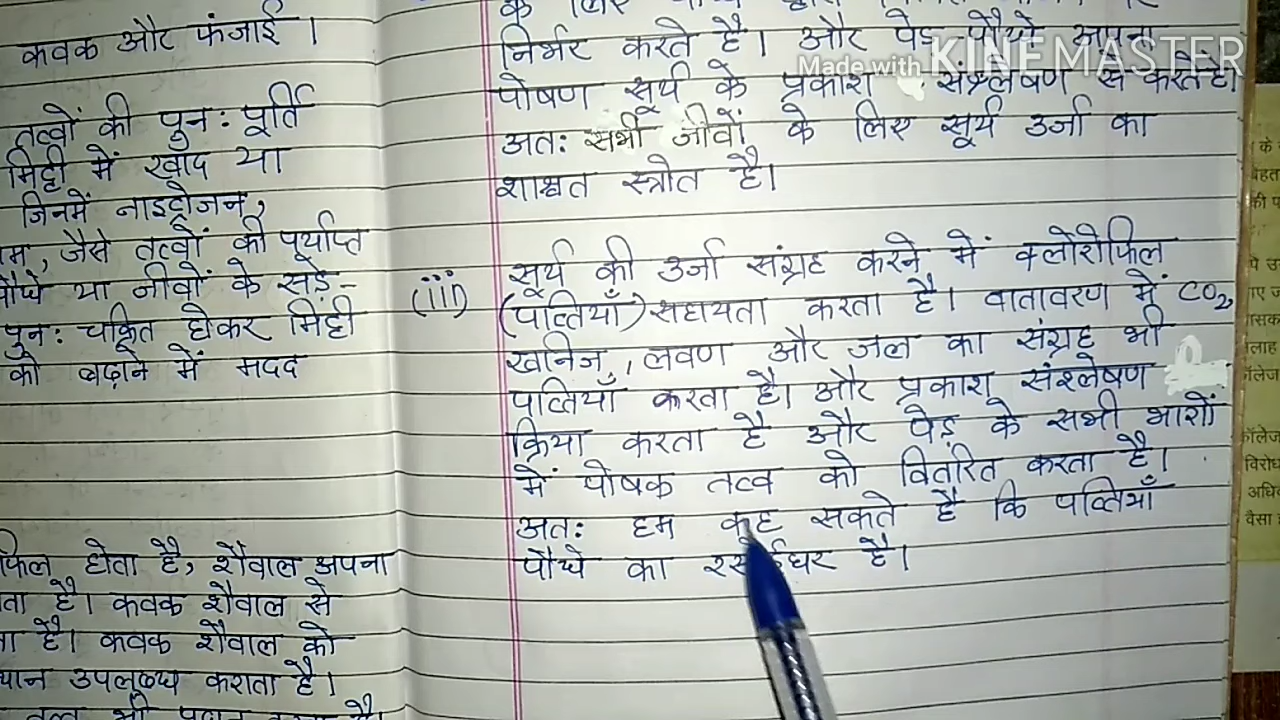 कवक और फंजाई ।
तत्वों की पुन: पूर्ति
मिट्टी में खाद या
जिनमें नाइट्रोजन,
जैसे तत्वों की पूर्याप्त
पौधे या जीवों के सड़े-
पुन: चक्रित होकर मिट्टी
को बढ़ाने में मदद
होता है, शैवाल अपना
है। कवक शैवाल से
है। कवक शैवाल को
उपलब्ध कराता है।
के लिए
निर्भर करते है। और पेड़-पौधे अपना
Made with KINEMASTER
पोषण सूर्य के प्रकाश संश्लेषण से करते है।
अत: सभी जीवों के लिए सूर्य उर्जा का
शाश्वत स्त्रोत है।
(iii) सूर्य की उर्जा संग्रह करने में क्लोरोफिल
(पत्तियाँ) सहायता करता है। वातावरण में CO2,
खनिज, लवण और जल का संग्रह भी
पत्तियाँ करता है। और प्रकाश संश्लेषण
क्रिया करता है और पेड़ के सभी भागों
में पोषक तत्व को वितरित करता है।
अत: हम कह सकते है कि पत्तियाँ
पौधे का रसोईघर है।
कॉलेज
विरोध